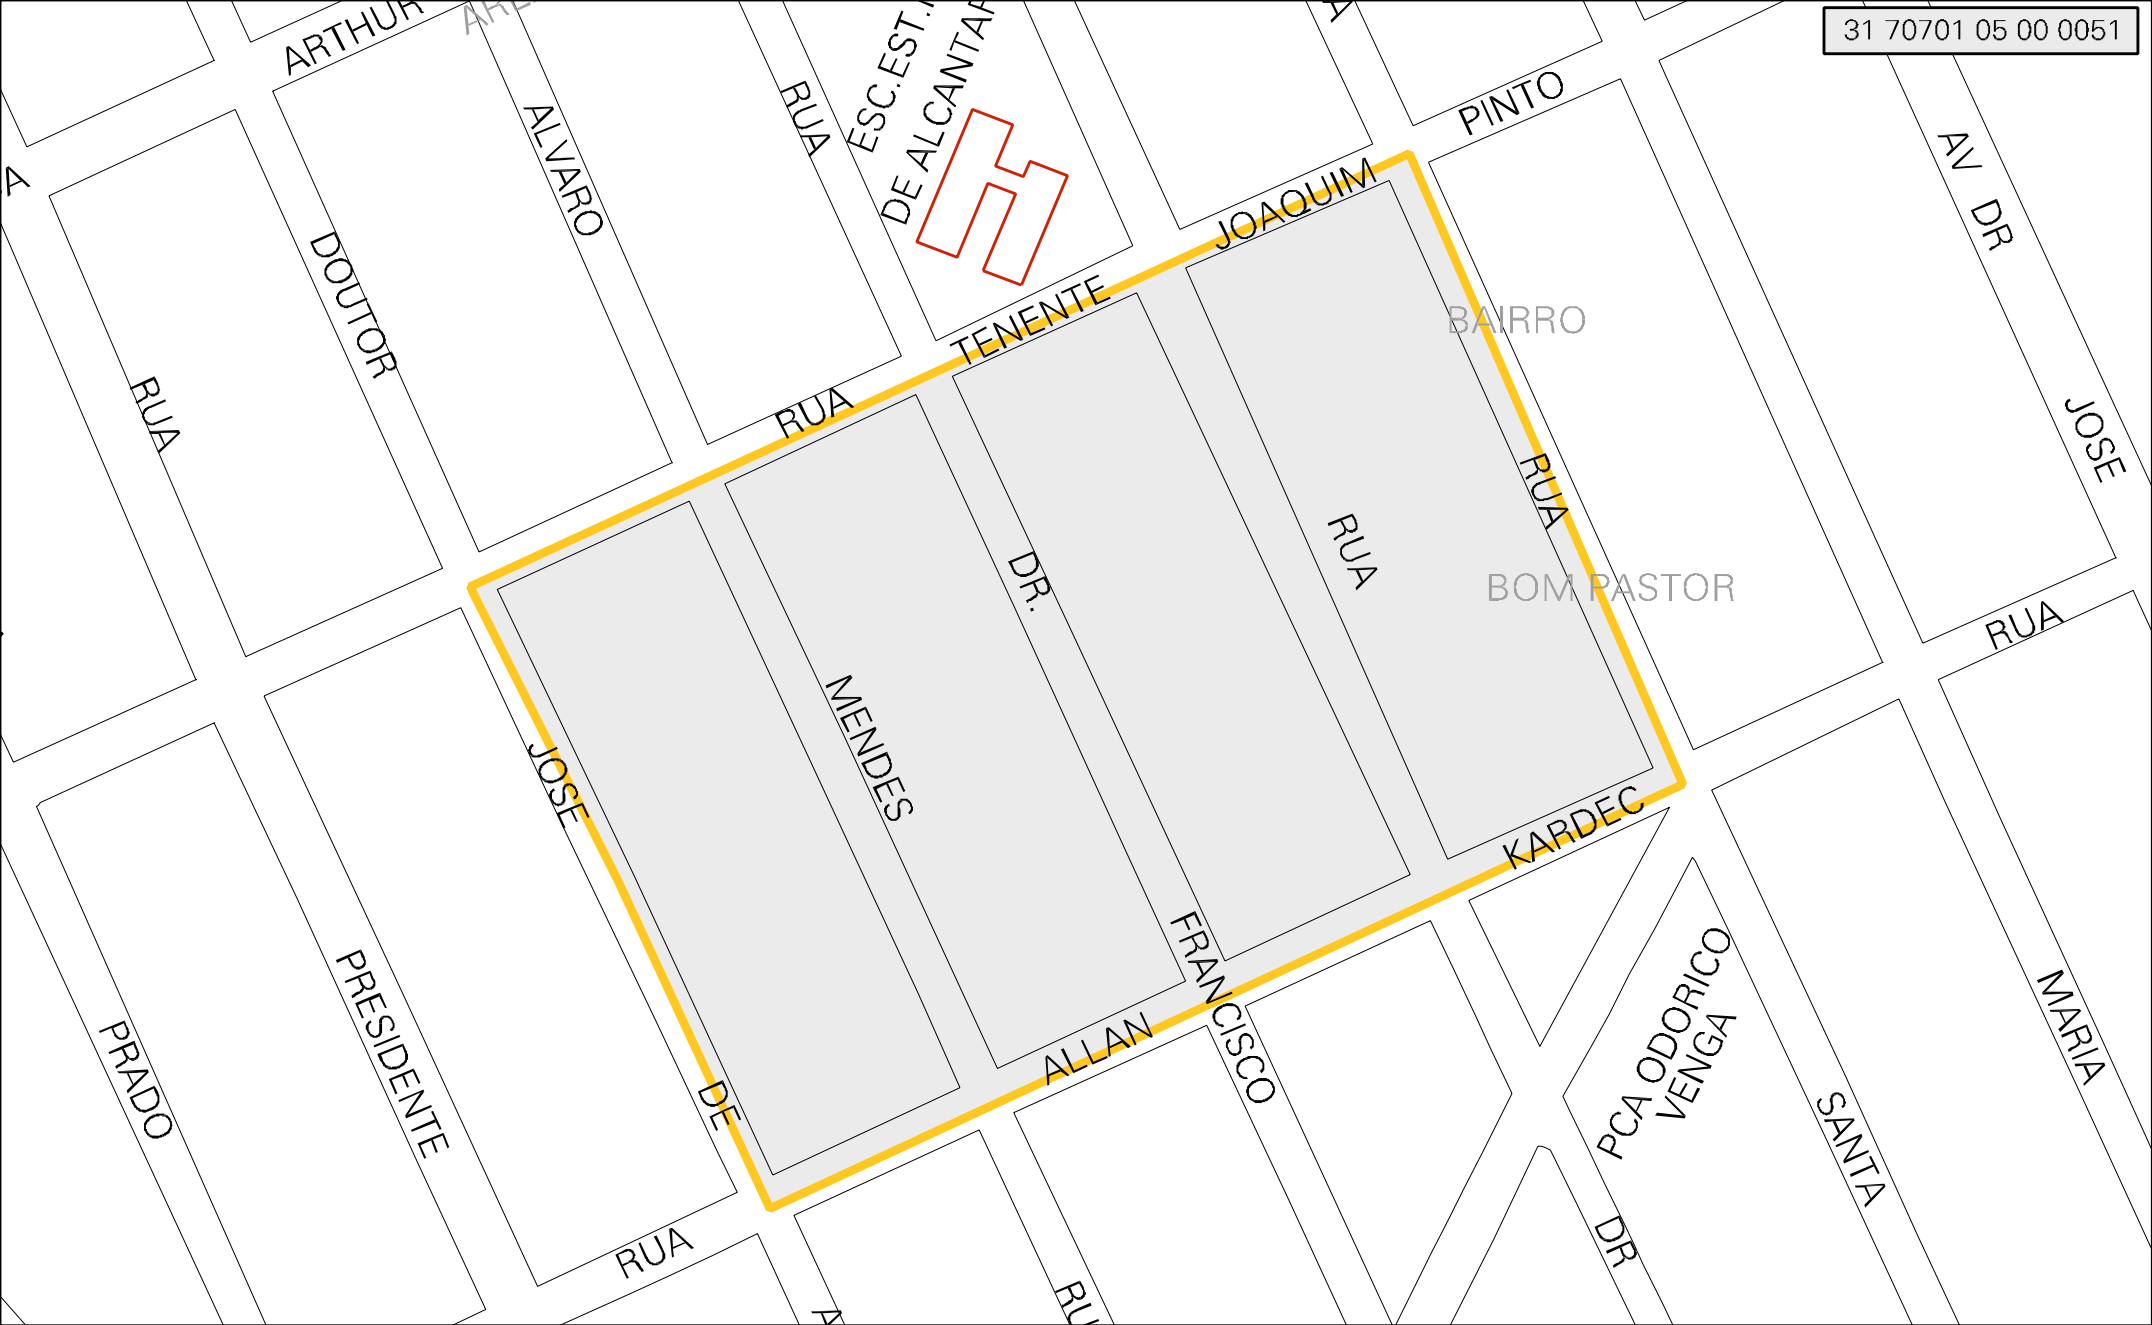 31 70701 05 00 0051
ARTHUR
ESC.EST.
DE ALCANTAR
PINTO
RUA
ALVARO
AV DR JOSE
DOUTOR
RUA
RUA TENENTE JOAQUIM
BAIRRO
BOM PASTOR
RUA
RUA
DR. FRANCISCO
MENDES
JOSE DE
RUA
RUA ALLAN KARDEC
PRADO
PRESIDENTE
PCA ODORICO
VENGA
MARIA
SANTA
DR
RU
A
A
A